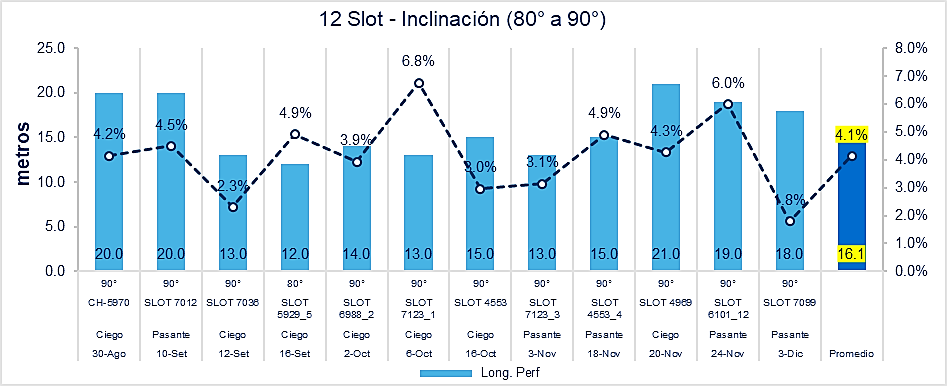 12 Slot - Inclinación (80° a 90°)
metros
25.0
20.0
15.0
10.0
5.0
0.0
8.0%
7.0%
6.0%
5.0%
4.0%
3.0%
2.0%
1.0%
0.0%
4.2% 4.5% 2.3% 4.9% 3.9% 6.8% 3.0% 3.1% 4.9% 4.3% 6.0% 1.8% 4.1%
20.0 20.0 13.0 12.0 14.0 13.0 15.0 13.0 15.0 21.0 19.0 18.0 16.1
90° 90° 90° 80° 90° 90° 90° 90° 90° 90° 90° 90°
CH-5970 SLOT 7012 SLOT 7036 SLOT 5929_5 SLOT 6988_2 SLOT 7123_1 SLOT 4553 SLOT 7123_3 SLOT 4553_4 SLOT 4969 SLOT 6101_12 SLOT 7099
Ciego Pasante Ciego Ciego Ciego Ciego Ciego Pasante Pasante Ciego Pasante Pasante
30-Ago 10-Set 12-Set 16-Set 2-Oct 6-Oct 16-Oct 3-Nov 18-Nov 20-Nov 24-Nov 3-Dic Promedio
Long. Perf